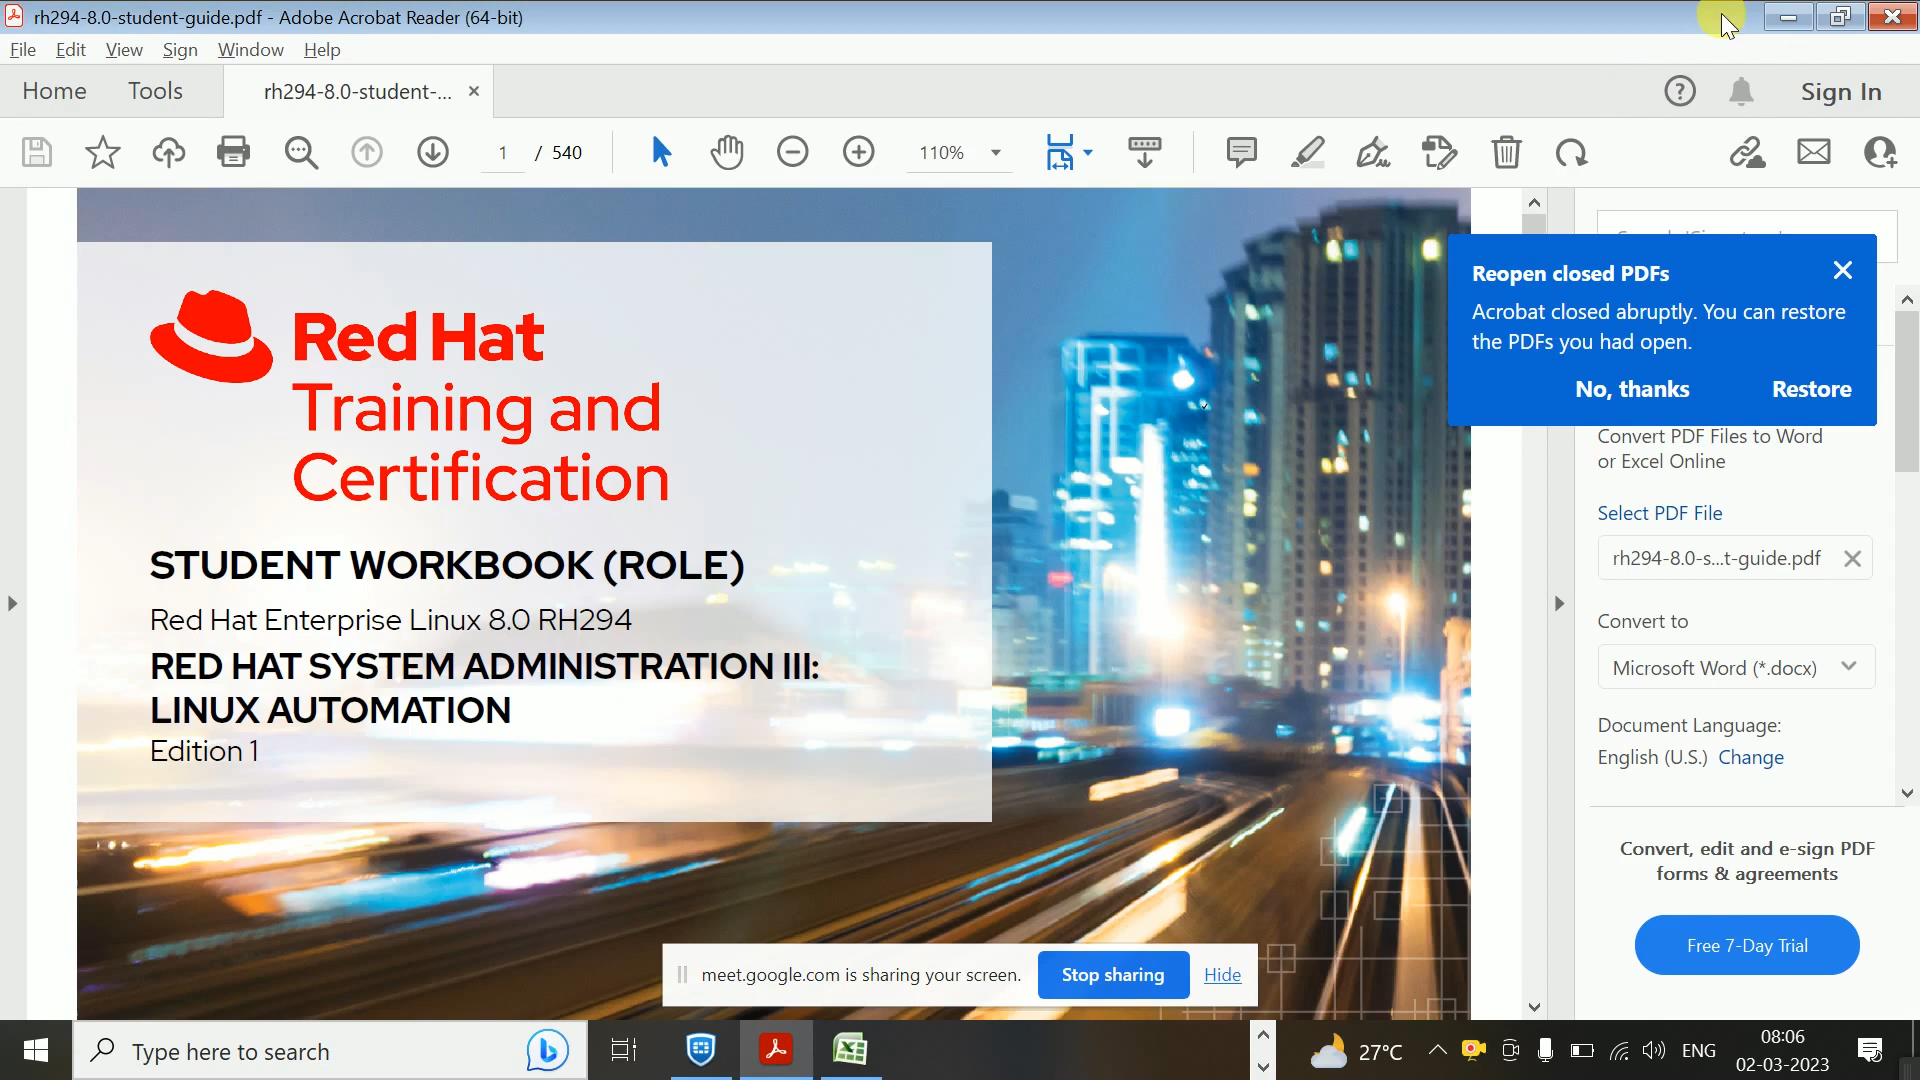 rh294-8.0-student-guide.pdf - Adobe Acrobat Reader (64-bit)
File Edit View Sign Window Help
Home Tools rh294-8.0-student-... Sign In
1 / 540 110%
Red Hat
Training and
Certification
STUDENT WORKBOOK (ROLE)
Red Hat Enterprise Linux 8.0 RH294
RED HAT SYSTEM ADMINISTRATION III:
LINUX AUTOMATION
Edition 1
Reopen closed PDFs
Acrobat closed abruptly. You can restore
the PDFs you had open.
No, thanks Restore
Convert PDF Files to Word
or Excel Online
Select PDF File
rh294-8.0-s...t-guide.pdf
Convert to
Microsoft Word (*.docx)
Document Language:
English (U.S.) Change
Convert, edit and e-sign PDF
forms & agreements
Free 7-Day Trial
meet.google.com is sharing your screen. Stop sharing Hide
Type here to search
27°C
ENG
08:06
02-03-2023